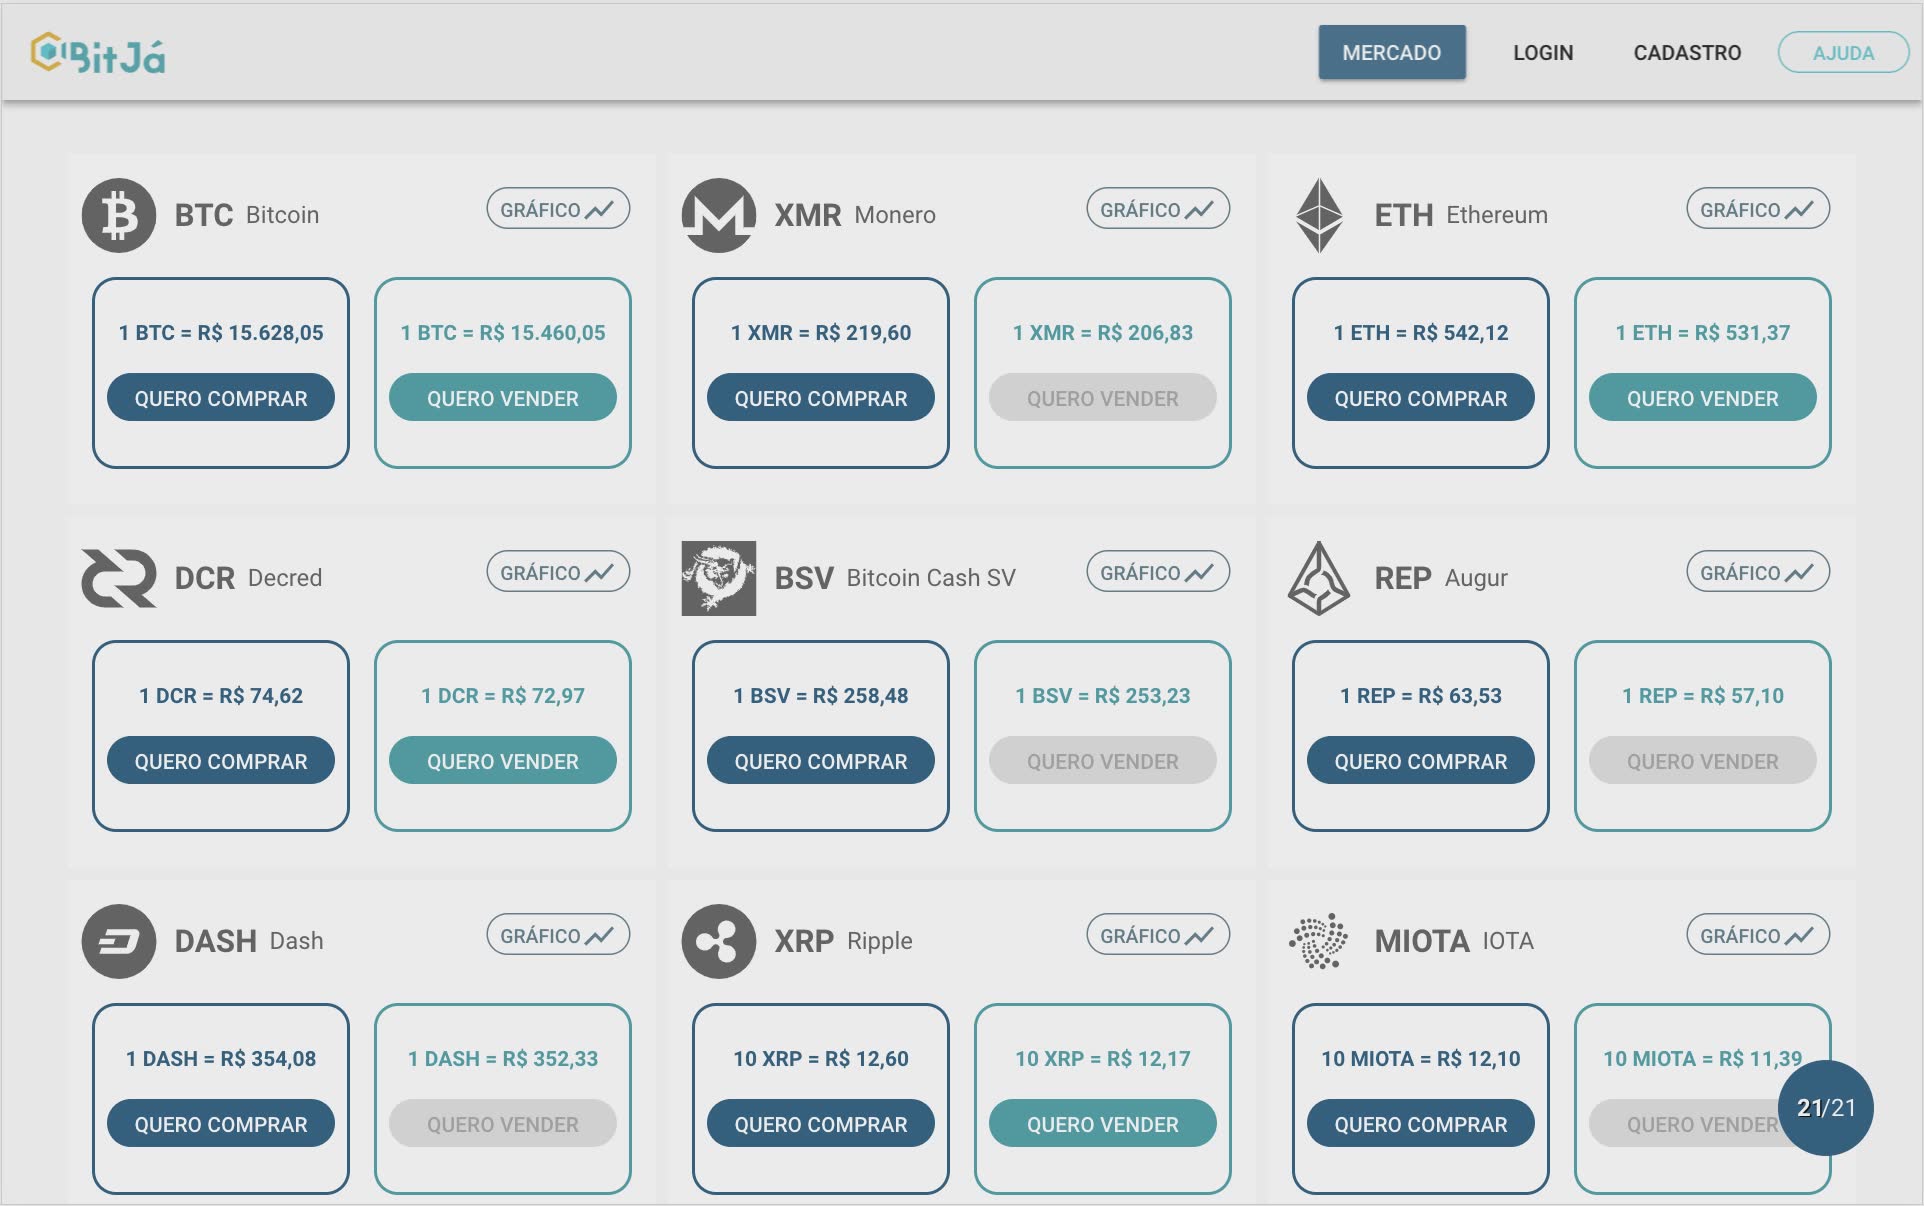 BitJá
MERCADO
LOGIN
CADASTRO
AJUDA
BTC Bitcoin
GRÁFICO
1 BTC = R$ 15.628,05
QUERO COMPRAR
1 BTC = R$ 15.460,05
QUERO VENDER
XMR Monero
GRÁFICO
1 XMR = R$ 219,60
QUERO COMPRAR
1 XMR = R$ 206,83
QUERO VENDER
ETH Ethereum
GRÁFICO
1 ETH = R$ 542,12
QUERO COMPRAR
1 ETH = R$ 531,37
QUERO VENDER
DCR Decred
GRÁFICO
1 DCR = R$ 74,62
QUERO COMPRAR
1 DCR = R$ 72,97
QUERO VENDER
BSV Bitcoin Cash SV
GRÁFICO
1 BSV = R$ 258,48
QUERO COMPRAR
1 BSV = R$ 253,23
QUERO VENDER
REP Augur
GRÁFICO
1 REP = R$ 63,53
QUERO COMPRAR
1 REP = R$ 57,10
QUERO VENDER
DASH Dash
GRÁFICO
1 DASH = R$ 354,08
QUERO COMPRAR
1 DASH = R$ 352,33
QUERO VENDER
XRP Ripple
GRÁFICO
10 XRP = R$ 12,60
QUERO COMPRAR
10 XRP = R$ 12,17
QUERO VENDER
MIOTA IOTA
GRÁFICO
10 MIOTA = R$ 12,10
QUERO COMPRAR
10 MIOTA = R$ 11,39
QUERO VENDER
21/21